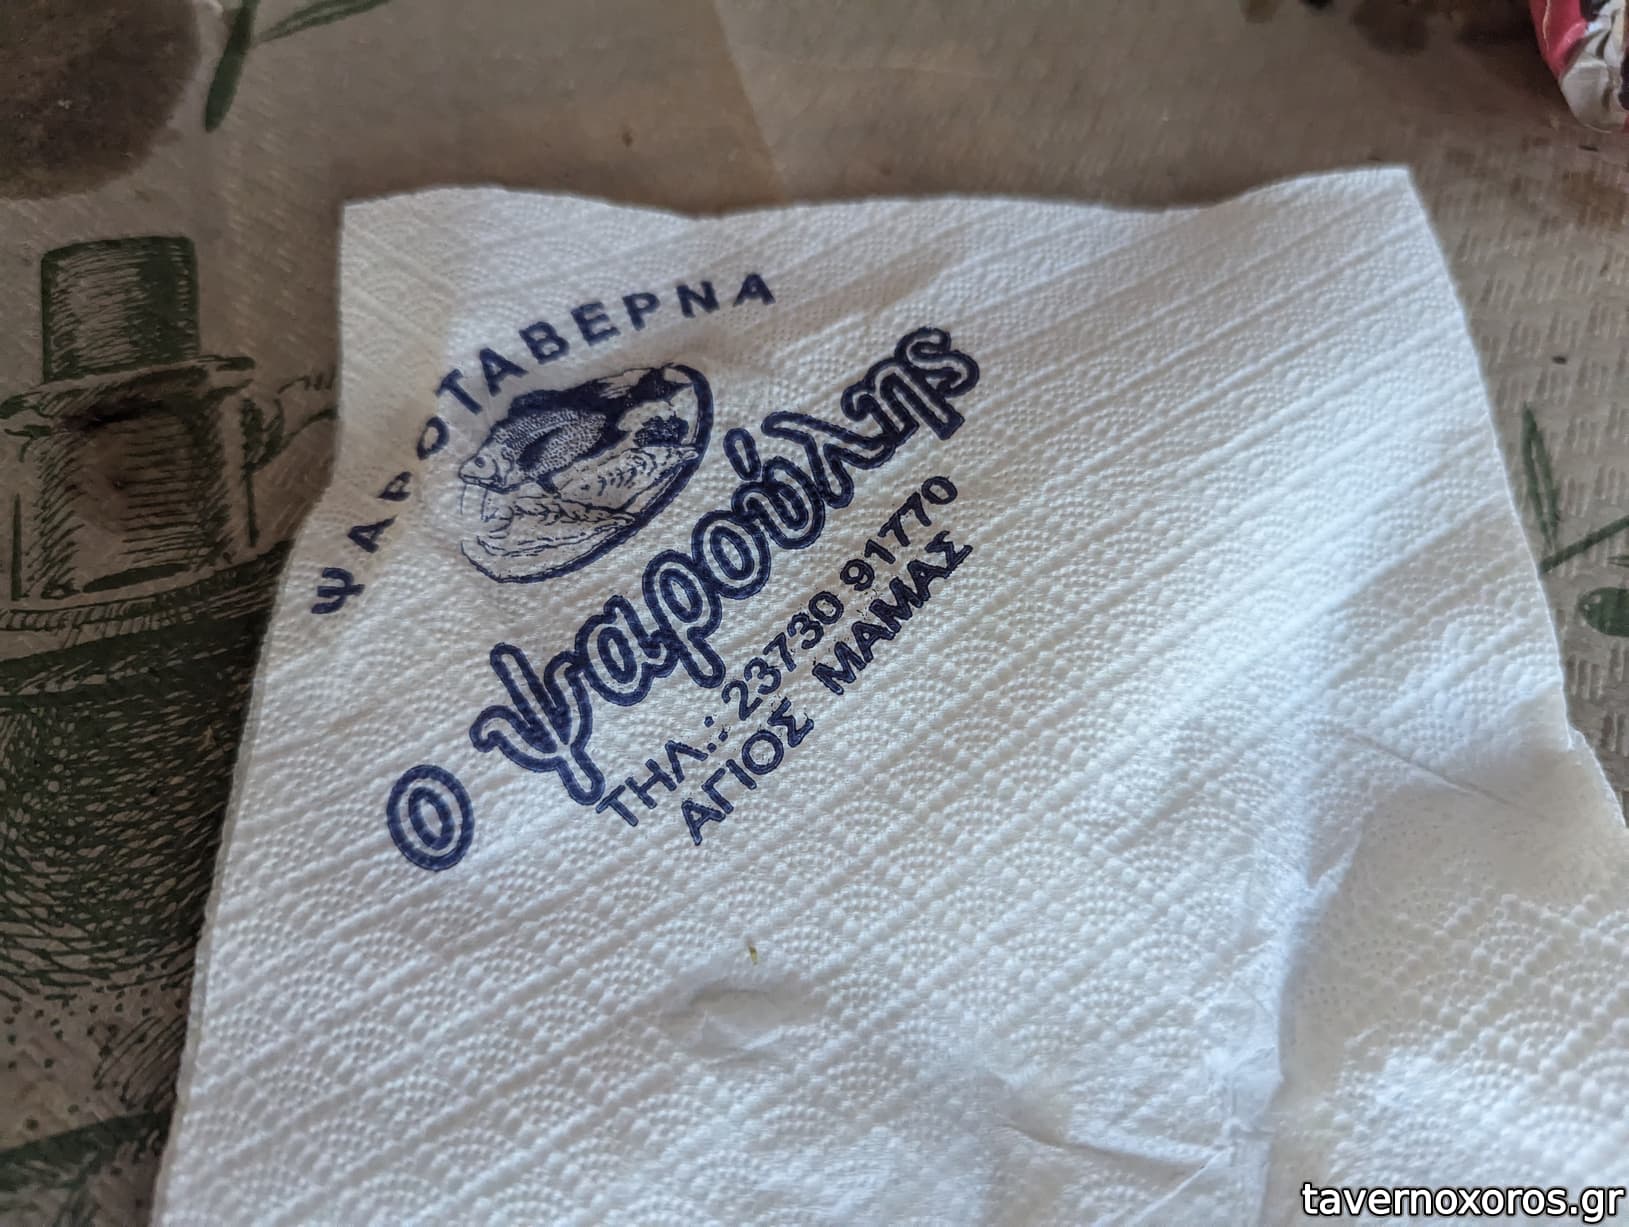 ΨΑΡΟΤΑΒΕΡΝΑ
Ο Ψαρούλης
ΤΗΛ.: 23730 91770
ΑΓΙΟΣ ΜΑΜΑΣ
tavernoxoros.gr